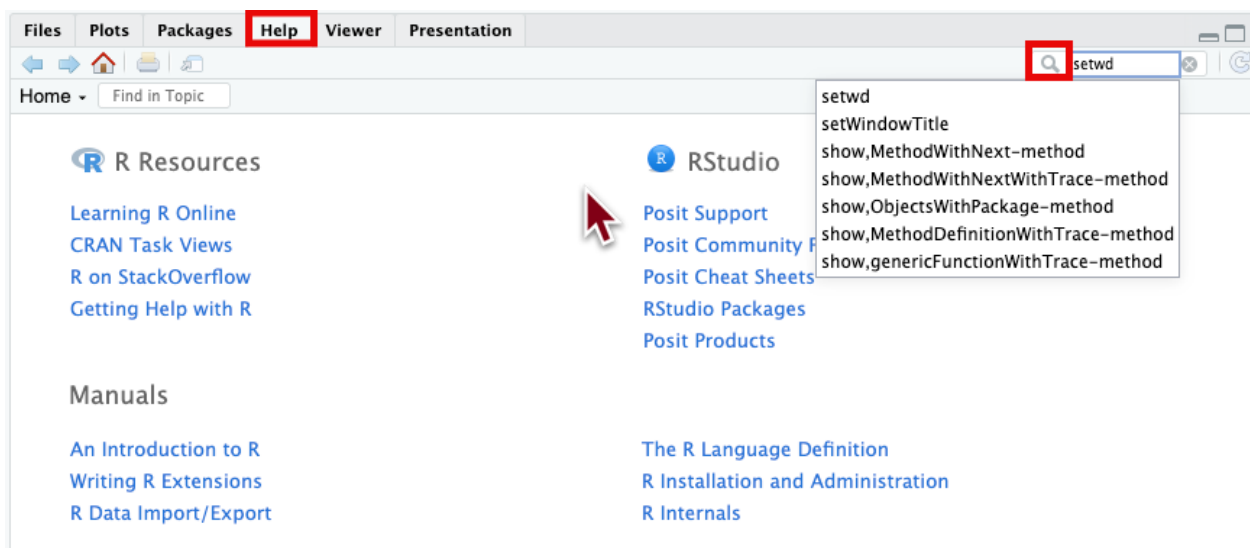 Files Plots Packages Help Viewer Presentation
setwd
Home Find in Topic
setwd
setWindowTitle
show,MethodWithNext-method
show,MethodWithNextWithTrace-method
show,ObjectsWithPackage-method
show,MethodDefinitionWithTrace-method
show,genericFunctionWithTrace-method
R R Resources
Learning R Online
CRAN Task Views
R on StackOverflow
Getting Help with R
R RStudio
Posit Support
Posit Community
Posit Cheat Sheets
RStudio Packages
Posit Products
Manuals
An Introduction to R
Writing R Extensions
R Data Import/Export
The R Language Definition
R Installation and Administration
R Internals